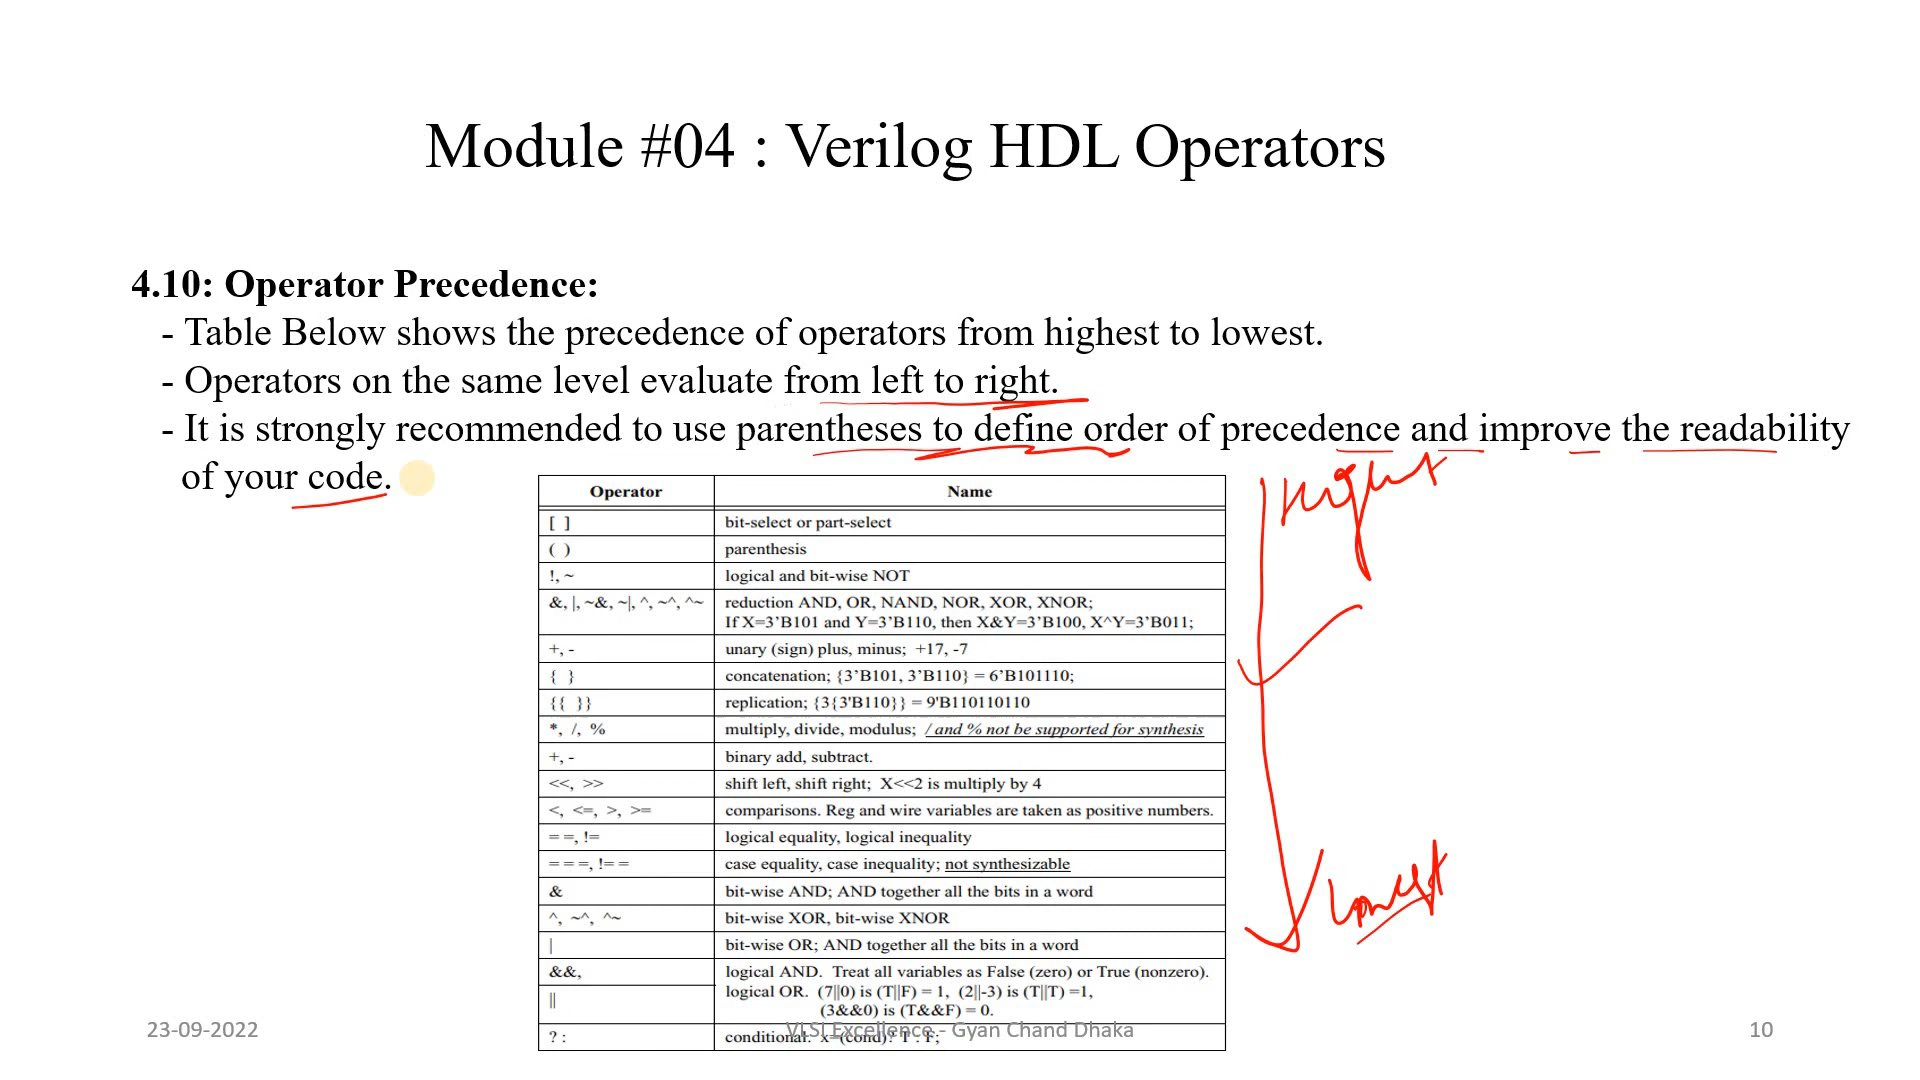 Module #04 : Verilog HDL Operators
4.10: Operator Precedence:
- Table Below shows the precedence of operators from highest to lowest.
- Operators on the same level evaluate from left to right.
- It is strongly recommended to use parentheses to define order of precedence and improve the readability
of your code.
Operator Name
[ ] bit-select or part-select
( ) parenthesis
!, ~ logical and bit-wise NOT
&, |, ~&, ~|, ^, ~^, ^~ reduction AND, OR, NAND, NOR, XOR, XNOR;
If X=3’B101 and Y=3’B110, then X&Y=3’B100, X^Y=3’B011;
+, - unary (sign) plus, minus; +17, -7
{ } concatenation; {3’B101, 3’B110} = 6’B101110;
{{ }} replication; {3{3'B110}} = 9'B110110110
*, /, % multiply, divide, modulus; / and % not be supported for synthesis
+, - binary add, subtract.
<<, >> shift left, shift right; X<<2 is multiply by 4
<, <=, >, >= comparisons. Reg and wire variables are taken as positive numbers.
= =, != logical equality, logical inequality
= = =, != = case equality, case inequality; not synthesizable
& bit-wise AND; AND together all the bits in a word
^, ~^, ^~ bit-wise XOR, bit-wise XNOR
| bit-wise OR; AND together all the bits in a word
&&, logical AND. Treat all variables as False (zero) or True (nonzero).
|| logical OR. (7||0) is (T||F) = 1, (2||-3) is (T||T) =1,
(3&&0) is (T&&F) = 0.
? : conditional. x=(cond)? T : F;
Lowest
23-09-2022
VLSI Excellence - Gyan Chand Dhaka
10